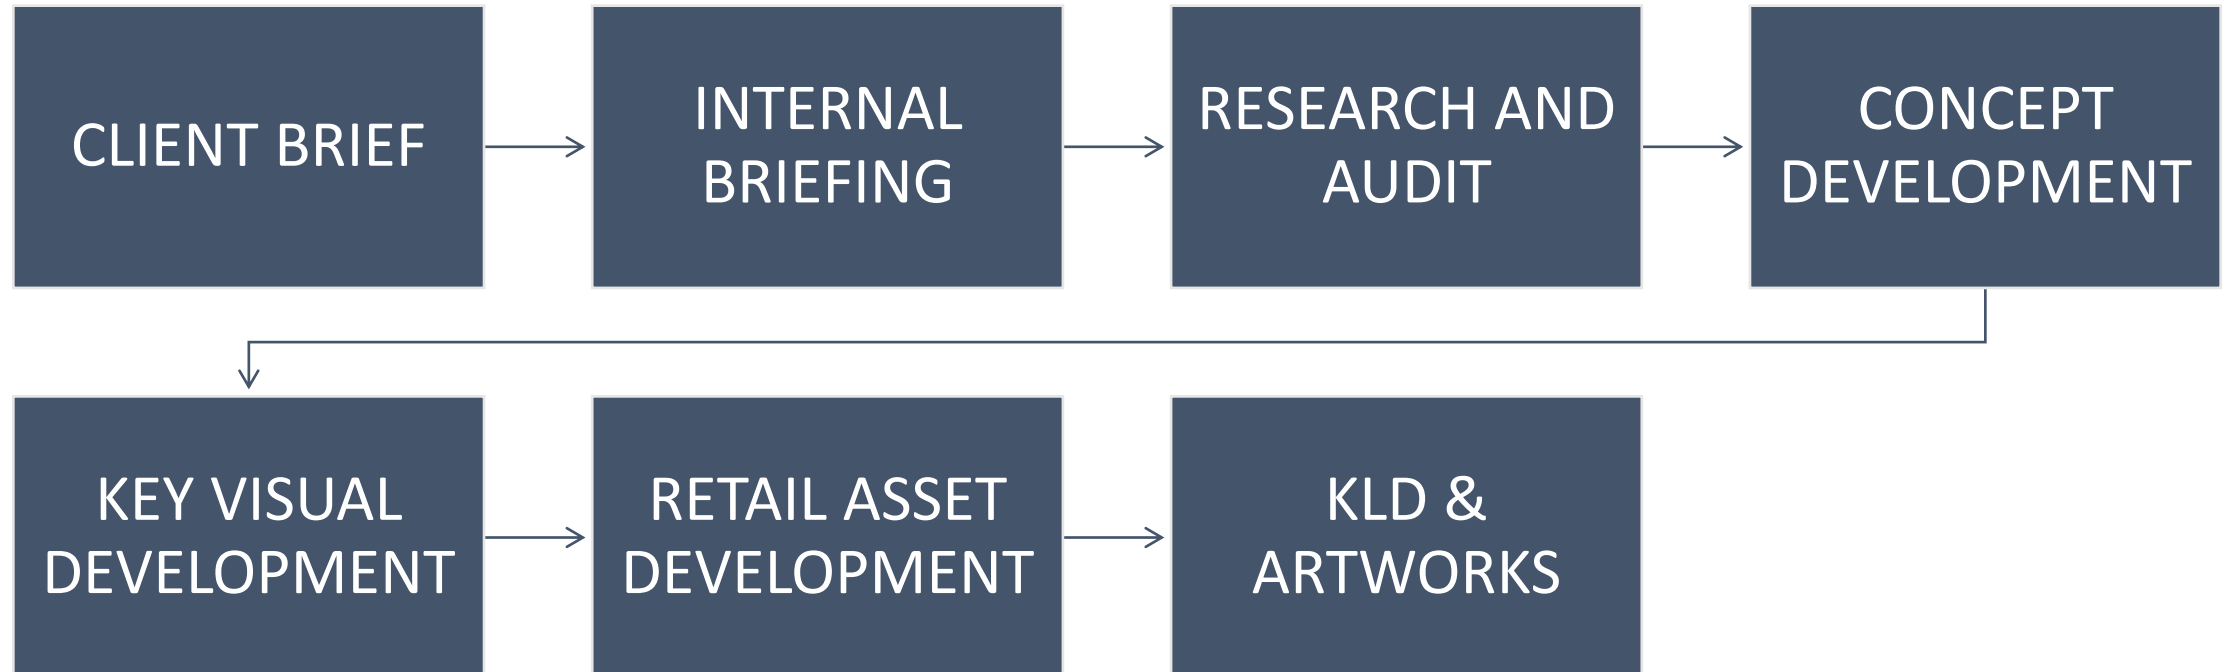 CLIENT BRIEF
INTERNAL
BRIEFING
RESEARCH AND
AUDIT
CONCEPT
DEVELOPMENT
KEY VISUAL
DEVELOPMENT
RETAIL ASSET
DEVELOPMENT
KLD &
ARTWORKS